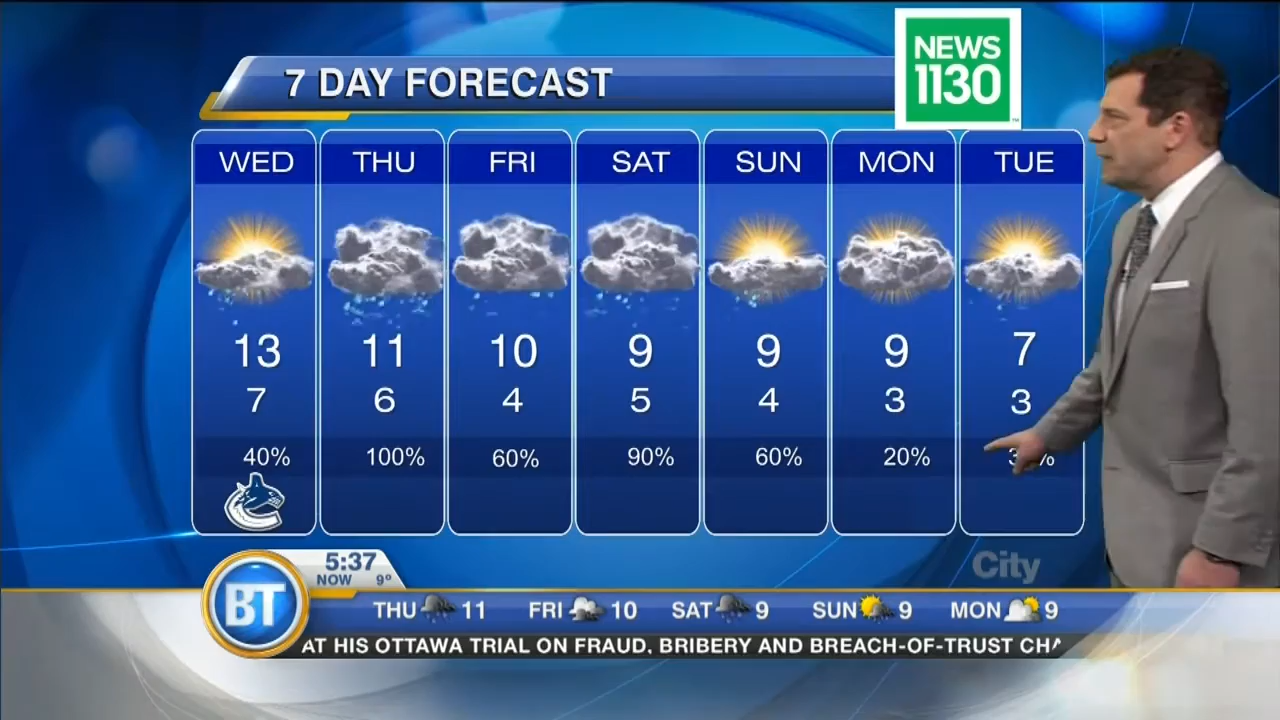 NEWS
1130
7 DAY FORECAST
WED THU FRI SAT SUN MON TUE
13 11 10 9 9 9 7
7 6 4 5 4 3 3
40% 100% 60% 90% 60% 20%
5:37
NOW 9°
BT
City
THU 11 FRI 10 SAT 9 SUN 9 MON 9
AT HIS OTTAWA TRIAL ON FRAUD, BRIBERY AND BREACH-OF-TRUST